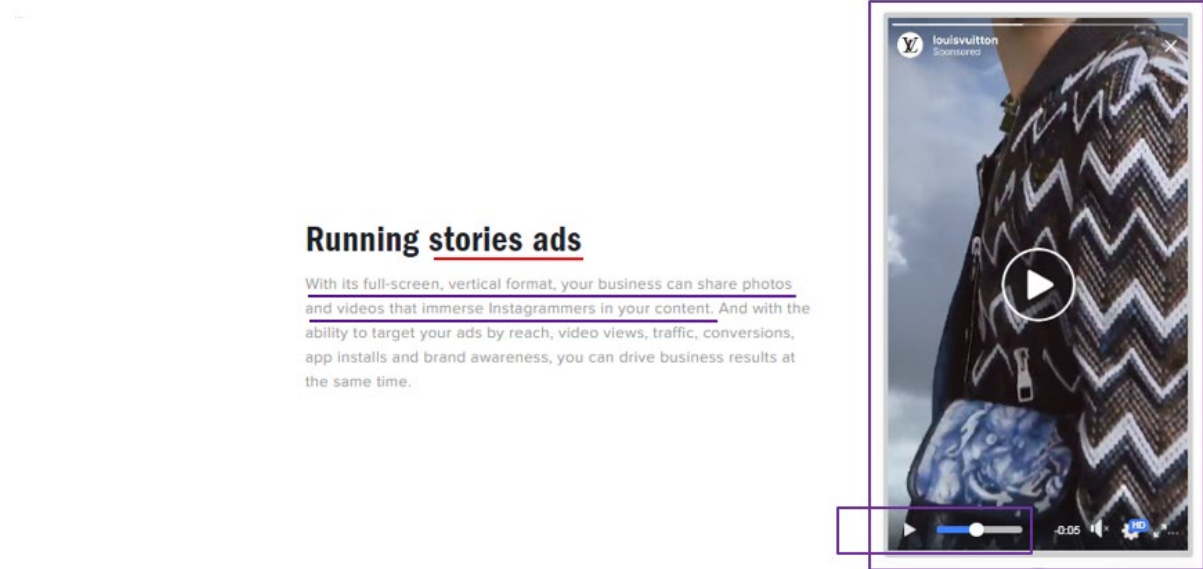 ...
louisvuitton
Sponsored
Running stories ads
With its full-screen, vertical format, your business can share photos
and videos that immerse Instagrammers in your content. And with the
ability to target your ads by reach, video views, traffic, conversions,
app installs and brand awareness, you can drive business results at
the same time.
-0:05
HD
...